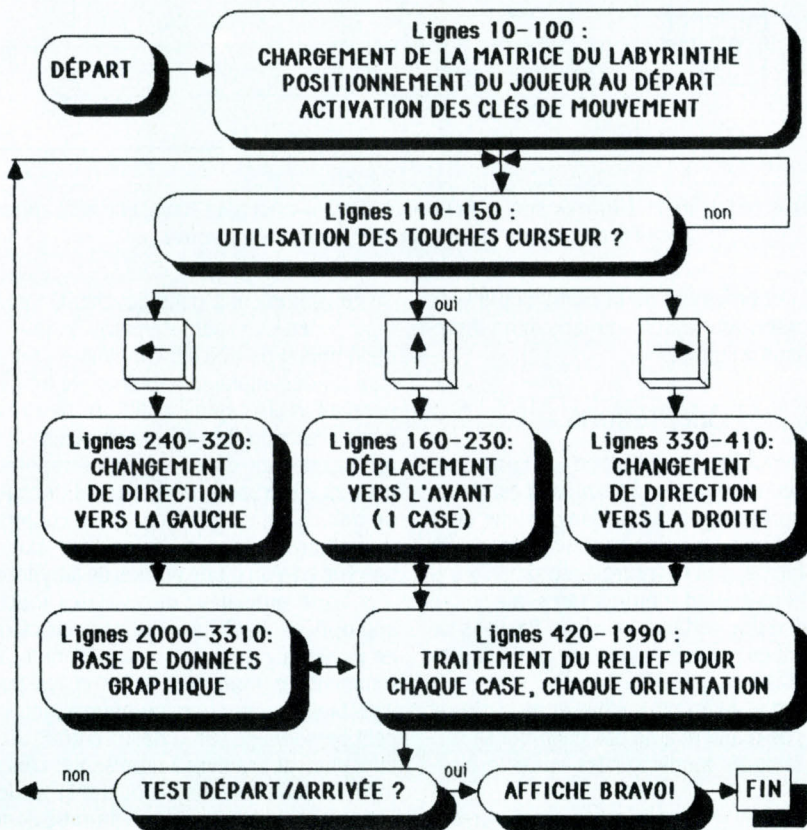 DÉPART
Lignes 10-100 :
CHARGEMENT DE LA MATRICE DU LABYRINTHE
POSITIONNEMENT DU JOUEUR AU DÉPART
ACTIVATION DES CLÉS DE MOUVEMENT
Lignes 110-150 :
UTILISATION DES TOUCHES CURSEUR ?
non
oui
Lignes 240-320:
CHANGEMENT
DE DIRECTION
VERS LA GAUCHE
Lignes 160-230:
DÉPLACEMENT
VERS L'AVANT
(1 CASE)
Lignes 330-410:
CHANGEMENT
DE DIRECTION
VERS LA DROITE
Lignes 2000-3310:
BASE DE DONNÉES
GRAPHIQUE
Lignes 420-1990 :
TRAITEMENT DU RELIEF POUR
CHAQUE CASE, CHAQUE ORIENTATION
non
TEST DÉPART/ARRIVÉE ?
oui
AFFICHE BRAVO!
FIN